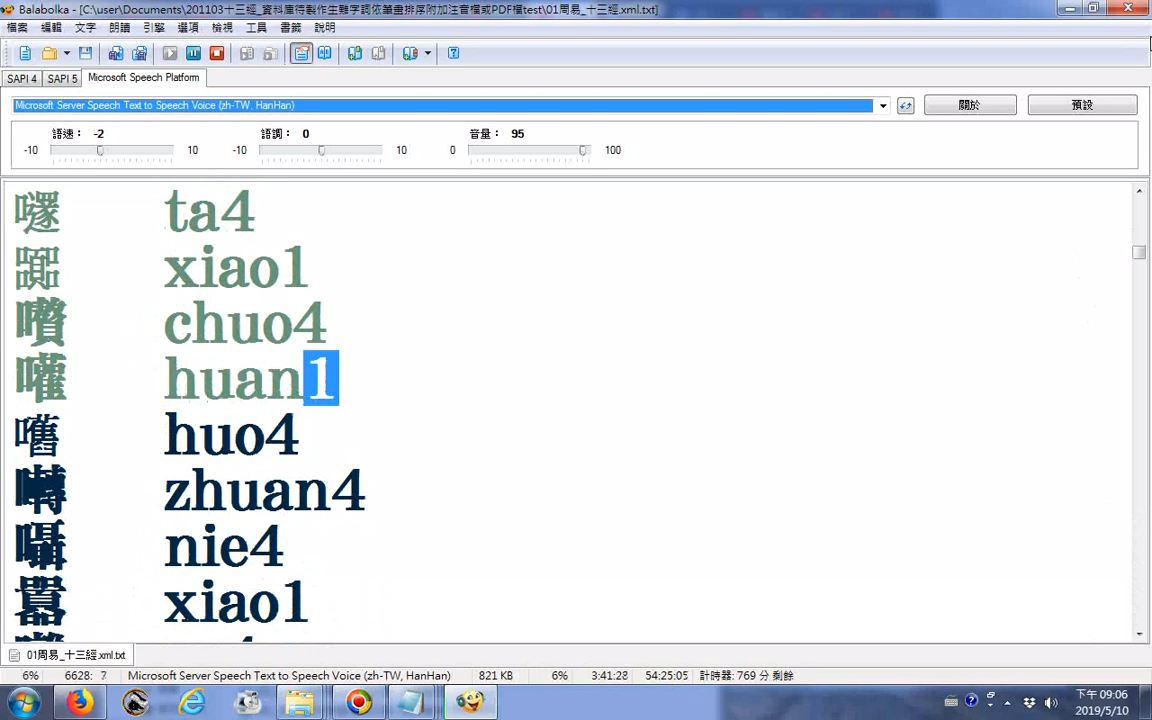 Balabolka - [C:\user\Documents\201103十三經_資料庫待製作生難字詞依筆畫排序附加注音檔或PDF檔test\01周易_十三經.xml.txt]
檔案 編輯 文字 朗讀 引擎 選項 檢視 工具 書籤 說明
SAPI 4 SAPI 5 Microsoft Speech Platform
Microsoft Server Speech Text to Speech Voice (zh-TW, HanHan) 關於 預設
語速： -2 語調： 0 音量： 95
-10 10 -10 10 0 100
ta4
xiao1
chuo4
嚾 huan1
嚿 huo4
囀 zhuan4
囁 nie4
囂 xiao1
01周易_十三經.xml.txt
6% 6628: 7 Microsoft Server Speech Text to Speech Voice (zh-TW, HanHan) 821 KB 6% 3:41:28 54:25:05 計時器: 769 分 剩餘
下午 09:06
2019/5/10